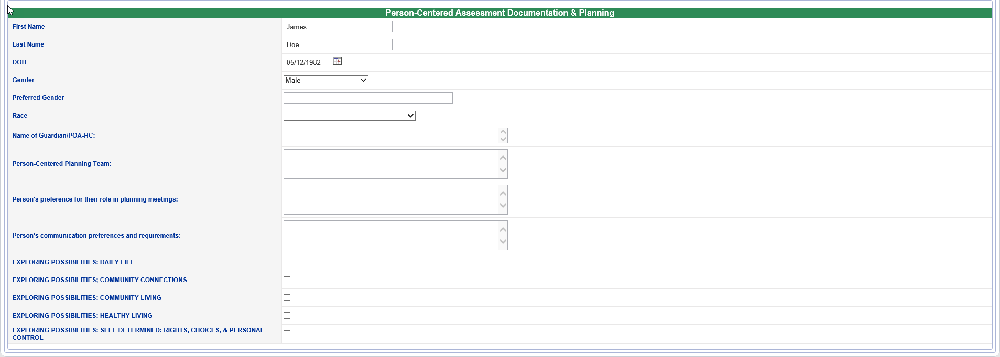 Person-Centered Assessment Documentation & Planning
First Name James
Last Name Doe
DOB 05/12/1982
Gender Male
Preferred Gender
Race
Name of Guardian/POA-HC:
Person-Centered Planning Team:
Person's preference for their role in planning meetings:
Person's communication preferences and requirements:
EXPLORING POSSIBILITIES: DAILY LIFE
EXPLORING POSSIBILITIES; COMMUNITY CONNECTIONS
EXPLORING POSSIBILITIES: COMMUNITY LIVING
EXPLORING POSSIBILITIES: HEALTHY LIVING
EXPLORING POSSIBILITIES: SELF-DETERMINED: RIGHTS, CHOICES, & PERSONAL
CONTROL